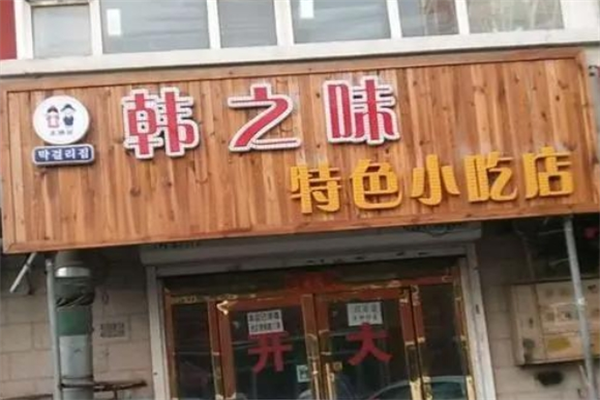 韩之味
막걸리집
特色小吃店
开 大